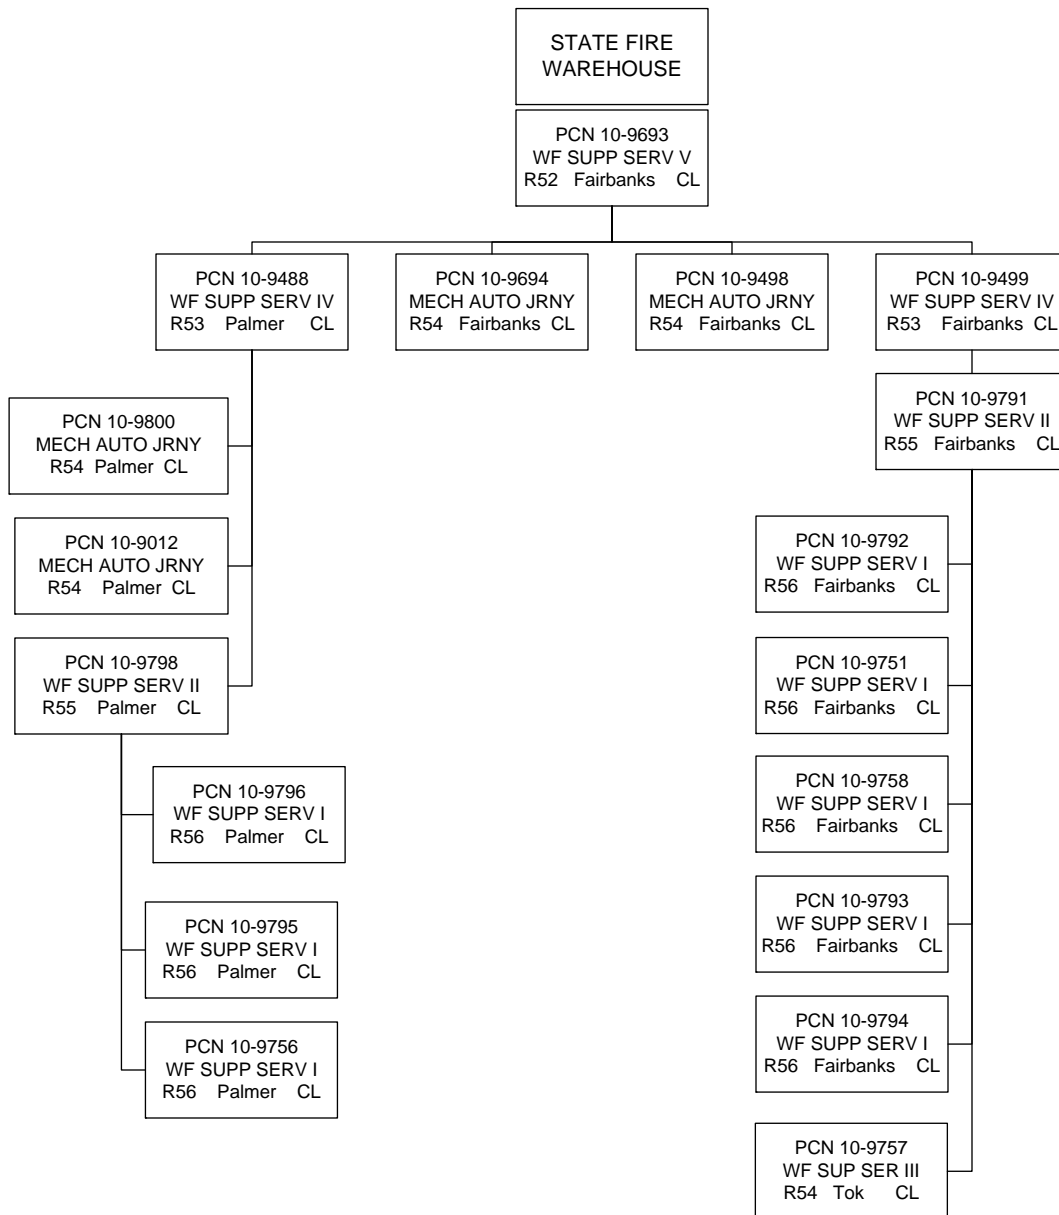 STATE FIRE
WAREHOUSE
PCN 10-9693
WF SUPP SERV V
R52 Fairbanks CL
PCN 10-9488
WF SUPP SERV IV
R53 Palmer CL
PCN 10-9694
MECH AUTO JRNY
R54 Fairbanks CL
PCN 10-9498
MECH AUTO JRNY
R54 Fairbanks CL
PCN 10-9499
WF SUPP SERV IV
R53 Fairbanks CL
PCN 10-9800
MECH AUTO JRNY
R54 Palmer CL
PCN 10-9012
MECH AUTO JRNY
R54 Palmer CL
PCN 10-9798
WF SUPP SERV II
R55 Palmer CL
PCN 10-9796
WF SUPP SERV I
R56 Palmer CL
PCN 10-9795
WF SUPP SERV I
R56 Palmer CL
PCN 10-9756
WF SUPP SERV I
R56 Palmer CL
PCN 10-9791
WF SUPP SERV II
R55 Fairbanks CL
PCN 10-9792
WF SUPP SERV I
R56 Fairbanks CL
PCN 10-9751
WF SUPP SERV I
R56 Fairbanks CL
PCN 10-9758
WF SUPP SERV I
R56 Fairbanks CL
PCN 10-9793
WF SUPP SERV I
R56 Fairbanks CL
PCN 10-9794
WF SUPP SERV I
R56 Fairbanks CL
PCN 10-9757
WF SUP SER III
R54 Tok CL